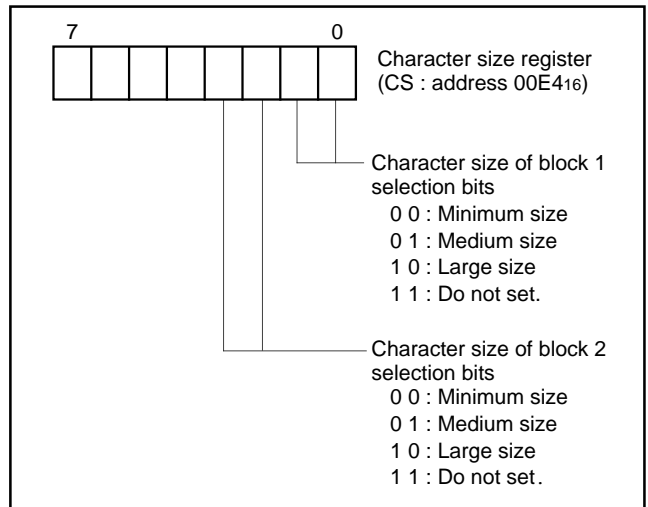 7 0
Character size register
(CS : address 00E4₁₆)
Character size of block 1
selection bits
0 0 : Minimum size
0 1 : Medium size
1 0 : Large size
1 1 : Do not set.
Character size of block 2
selection bits
0 0 : Minimum size
0 1 : Medium size
1 0 : Large size
1 1 : Do not set.